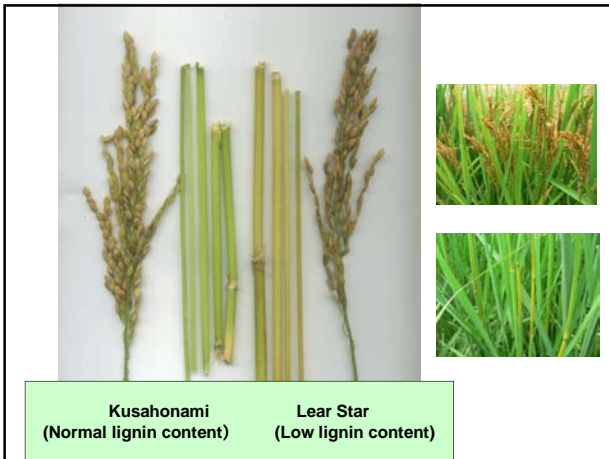 Kusahonami Lear Star
(Normal lignin content） (Low lignin content)